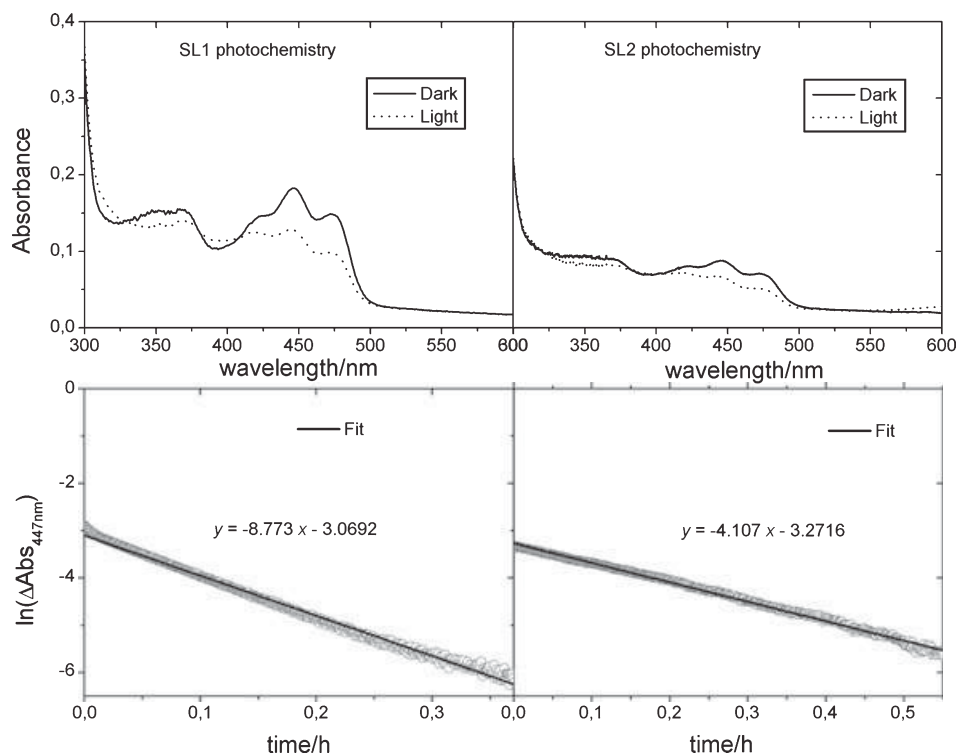 0,4
SL1 photochemistry
SL2 photochemistry
0,3
Dark
Light
Dark
Light
Absorbance
0,2
0,1
0,0
300 350 400 450 500 550 600 350 400 450 500 550 600
wavelength/nm
wavelength/nm
0
Fit
Fit
-2
ln(ΔAbs447nm)
y = -8.773 x - 3.0692
y = -4.107 x - 3.2716
-4
-6
0,0 0,1 0,2 0,3 0,0 0,1 0,2 0,3 0,4 0,5
time/h
time/h